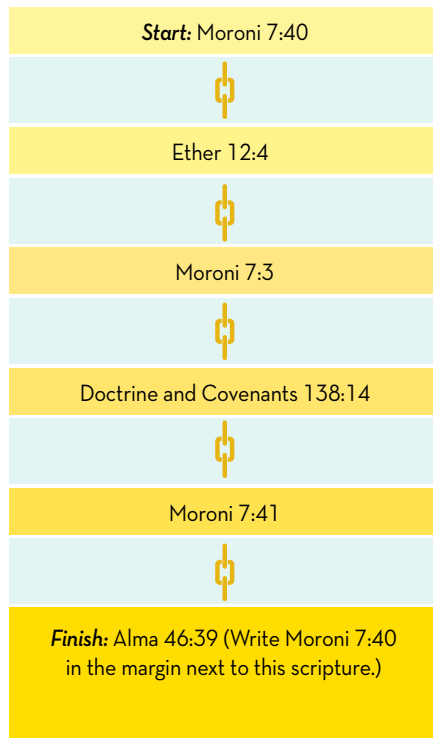 Start: Moroni 7:40
Ether 12:4
Moroni 7:3
Doctrine and Covenants 138:14
Moroni 7:41
Finish: Alma 46:39 (Write Moroni 7:40
in the margin next to this scripture.)